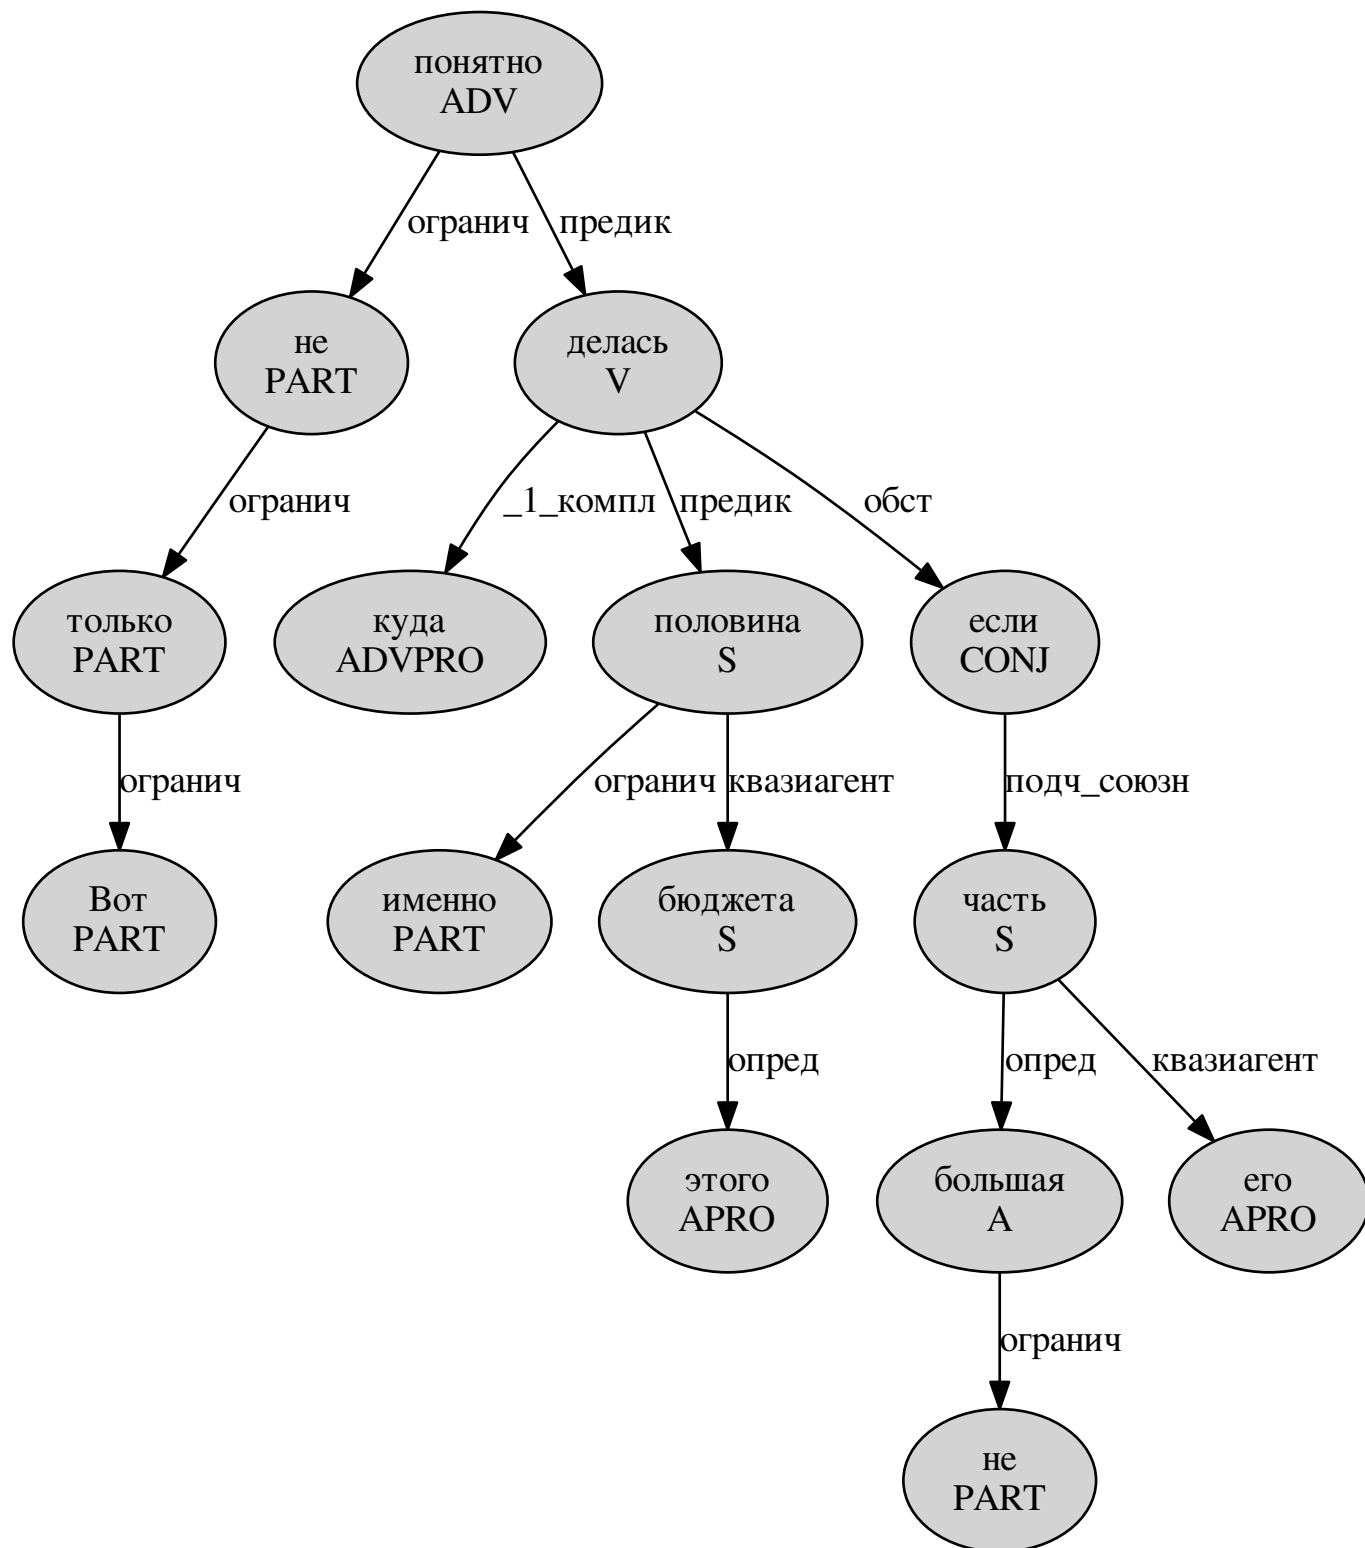 понятно
ADV
огранич
предик
не
PART
делась
V
огранич
_1_компл
предик
обст
только
PART
куда
ADVPRO
половина
S
если
CONJ
огранич
огранич
квазиагент
подч_союзн
Вот
PART
именно
PART
бюджета
S
часть
S
опред
опред
квазиагент
этого
APRO
большая
A
его
APRO
огранич
не
PART